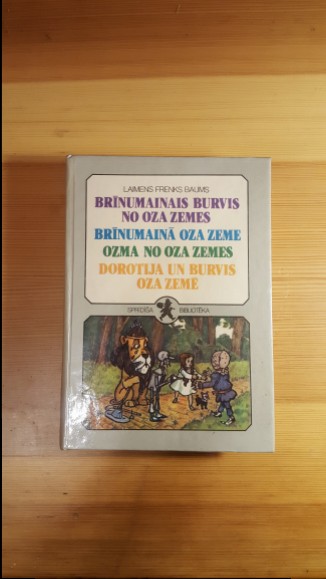 LAIMENS FRENKS BAUMS
BRĪNUMAINAIS BURVIS
NO OZA ZEMES
BRĪNUMAINĀ OZA ZEME
OZMA NO OZA ZEMES
DOROTIJA UN BURVIS
OZA ZEMĒ
SPRĪDĪŠA BIBLIOTĒKA